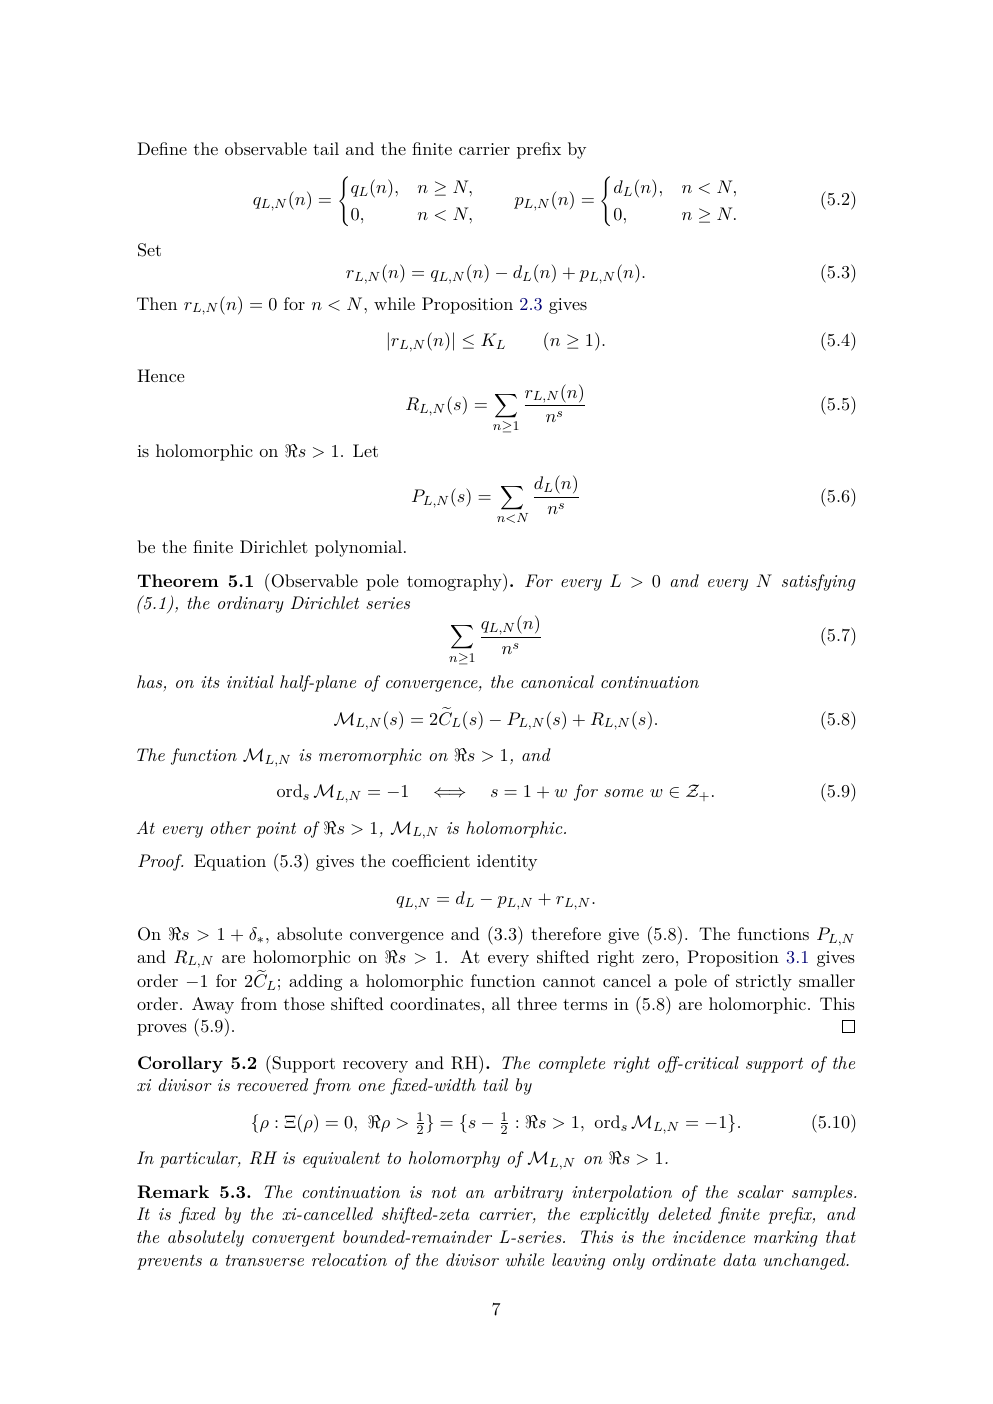 Define the observable tail and the finite carrier prefix by
q_{L,N}(n) = { q_L(n), n ≥ N, 0, n < N,    p_{L,N}(n) = { d_L(n), n < N, 0, n ≥ N.    (5.2)
Set
r_{L,N}(n) = q_{L,N}(n) − d_L(n) + p_{L,N}(n).    (5.3)
Then r_{L,N}(n) = 0 for n < N, while Proposition 2.3 gives
|r_{L,N}(n)| ≤ K_L    (n ≥ 1).    (5.4)
Hence
R_{L,N}(s) = ∑_{n≥1} r_{L,N}(n) / n^s    (5.5)
is holomorphic on ℜs > 1. Let
P_{L,N}(s) = ∑_{n<N} d_L(n) / n^s    (5.6)
be the finite Dirichlet polynomial.
Theorem 5.1 (Observable pole tomography). For every L > 0 and every N satisfying
(5.1), the ordinary Dirichlet series
∑_{n≥1} q_{L,N}(n) / n^s    (5.7)
has, on its initial half-plane of convergence, the canonical continuation
ℳ_{L,N}(s) = 2C̃_L(s) − P_{L,N}(s) + R_{L,N}(s).    (5.8)
The function ℳ_{L,N} is meromorphic on ℜs > 1, and
ord_s ℳ_{L,N} = −1  ⟺  s = 1 + w for some w ∈ 𝒵_+.    (5.9)
At every other point of ℜs > 1, ℳ_{L,N} is holomorphic.
Proof. Equation (5.3) gives the coefficient identity
q_{L,N} = d_L − p_{L,N} + r_{L,N}.
On ℜs > 1 + δ_*, absolute convergence and (3.3) therefore give (5.8). The functions P_{L,N}
and R_{L,N} are holomorphic on ℜs > 1. At every shifted right zero, Proposition 3.1 gives
order −1 for 2C̃_L; adding a holomorphic function cannot cancel a pole of strictly smaller
order. Away from those shifted coordinates, all three terms in (5.8) are holomorphic. This
proves (5.9). □
Corollary 5.2 (Support recovery and RH). The complete right off-critical support of the
xi divisor is recovered from one fixed-width tail by
{ρ : Ξ(ρ) = 0, ℜρ > 1/2} = {s − 1/2 : ℜs > 1, ord_s ℳ_{L,N} = −1}.    (5.10)
In particular, RH is equivalent to holomorphy of ℳ_{L,N} on ℜs > 1.
Remark 5.3. The continuation is not an arbitrary interpolation of the scalar samples.
It is fixed by the xi-cancelled shifted-zeta carrier, the explicitly deleted finite prefix, and
the absolutely convergent bounded-remainder L-series. This is the incidence marking that
prevents a transverse relocation of the divisor while leaving only ordinate data unchanged.
7